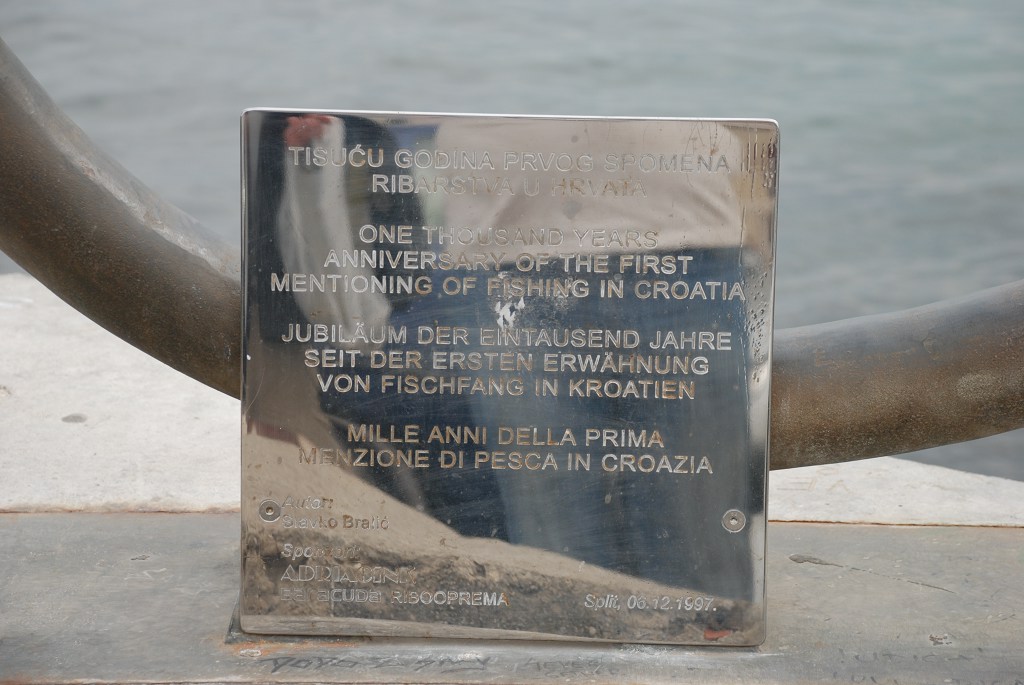 TISUĆU GODINA PRVOG SPOMENA
RIBARSTVA U HRVATA
ONE THOUSAND YEARS
ANNIVERSARY OF THE FIRST
MENTIONING OF FISHING IN CROATIA
JUBILÄUM DER EINTAUSEND JAHRE
SEIT DER ERSTEN ERWÄHNUNG
VON FISCHFANG IN KROATIEN
MILLE ANNI DELLA PRIMA
MENZIONE DI PESCA IN CROAZIA
Autor:
Slavko Bralić
RIBOOPREMA
Split, 06.12.1997.